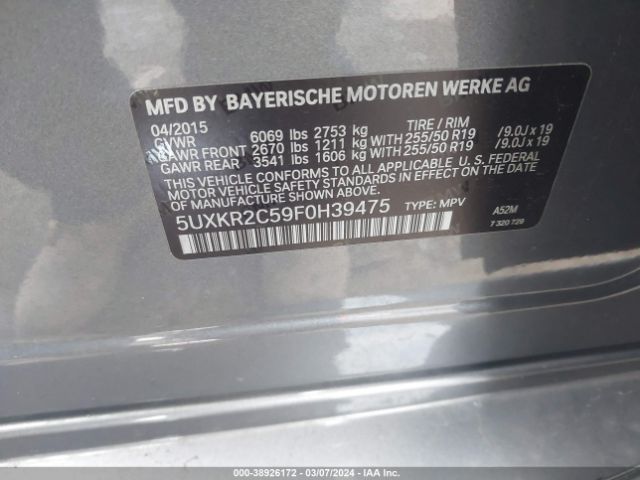 MFD BY BAYERISCHE MOTOREN WERKE AG
04/2015 TIRE / RIM
GVWR 6069 lbs 2753 kg
GAWR FRONT 2670 lbs 1211 kg WITH 255/50 R19 /9.0J x 19
GAWR REAR 3541 lbs 1606 kg WITH 255/50 R19 /9.0J x 19
THIS VEHICLE CONFORMS TO ALL APPLICABLE U.S. FEDERAL
MOTOR VEHICLE SAFETY STANDARDS IN EFFECT ON THE DATE
OF MANUFACTURE SHOWN ABOVE.
5UXKR2C59F0H39475 TYPE: MPV A52M
7 320 729
000-38926172 | 03/07/2024 | IAA Inc.